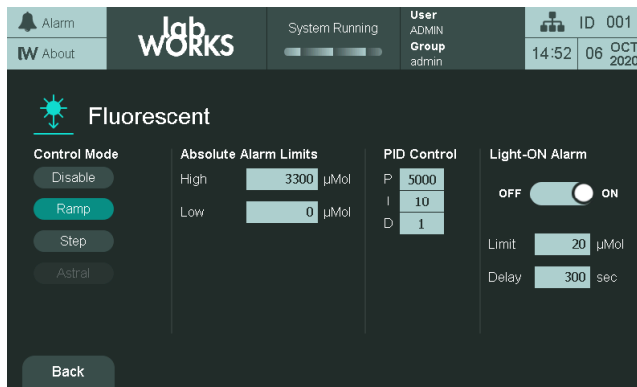 Alarm
IW About
lab
WORKS
System Running
User
ADMIN
Group
admin
ID 001
14:52 06 OCT 2020
Fluorescent
Control Mode
Disable
Ramp
Step
Astral
Absolute Alarm Limits
High 3300 µMol
Low 0 µMol
PID Control
P 5000
I 10
D 1
Light-ON Alarm
OFF ON
Limit 20 µMol
Delay 300 sec
Back